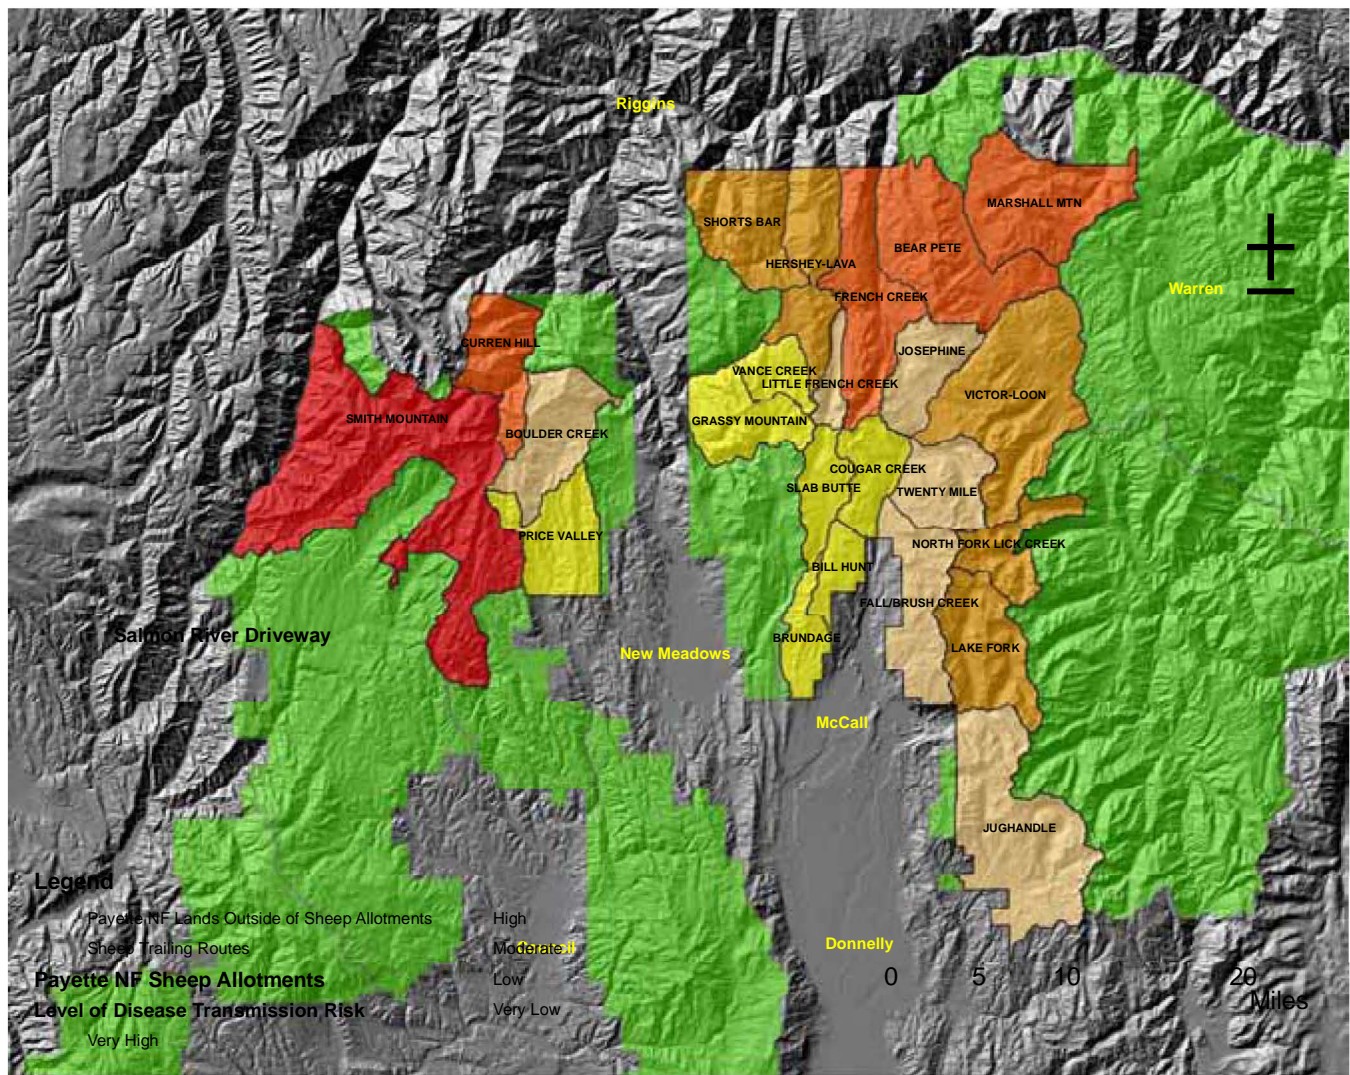 Riggins
MARSHALL MTN
SHORTS BAR
BEAR PETE
HERSHEY-LAVA
Warren
FRENCH CREEK
CURREN HILL
JOSEPHINE
VANCE CREEK
LITTLE FRENCH CREEK
VICTOR-LOON
SMITH MOUNTAIN
GRASSY MOUNTAIN
BOULDER CREEK
COUGAR CREEK
SLAB BUTTE
TWENTY MILE
PRICE VALLEY
NORTH FORK LICK CREEK
BILL HUNT
FALL/BRUSH CREEK
Salmon River Driveway
BRUNDAGE
LAKE FORK
New Meadows
McCall
JUGHANDLE
Legend
Payette NF Lands Outside of Sheep Allotments
High
Sheep Trailing Routes
Moderate
Council
Donnelly
Payette NF Sheep Allotments
Low
0 5 10 20
Miles
Level of Disease Transmission Risk
Very Low
Very High